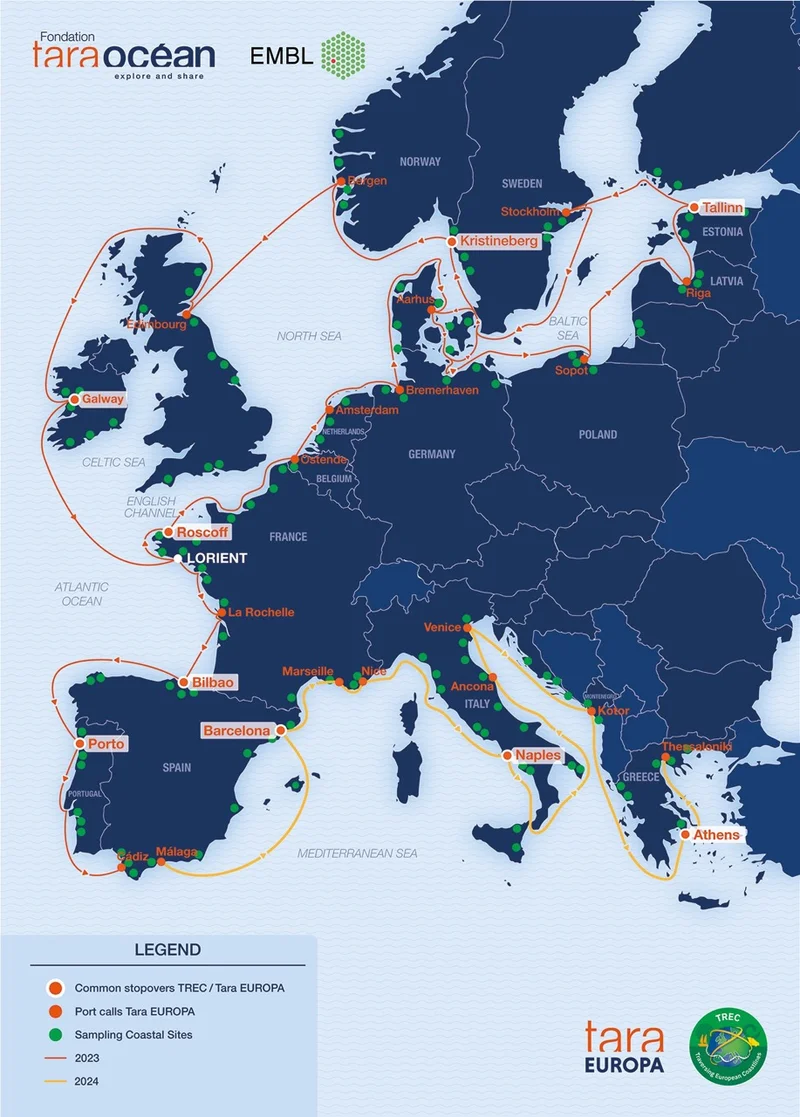 Fondation
taraocéan
explore and share
EMBL
NORWAY
SWEDEN
Bergen
Stockholm
Tallinn
Kristineberg
ESTONIA
LATVIA
Riga
Aarhus
Edimbourg
NORTH SEA
BALTIC
SEA
Sopot
Galway
Bremerhaven
Amsterdam
NETHERLANDS
POLAND
GERMANY
CELTIC SEA
Ostende
BELGIUM
ENGLISH
CHANNEL
Roscoff
FRANCE
LORIENT
ATLANTIC
OCEAN
La Rochelle
Venice
Marseille
Nice
Bilbao
Ancona
ITALY
MONTENEGRO
Kotor
Barcelona
Porto
Naples
Thessaloniki
SPAIN
GREECE
PORTUGAL
Athens
Cádiz
Málaga
MEDITERRANEAN SEA
LEGEND
Common stopovers TREC / Tara EUROPA
Port calls Tara EUROPA
Sampling Coastal Sites
2023
2024
tara
EUROPA
TREC
Traversing European Coastlines